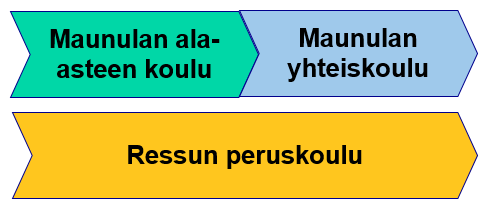 Maunulan ala-
asteen koulu
Maunulan
yhteiskoulu
Ressun peruskoulu